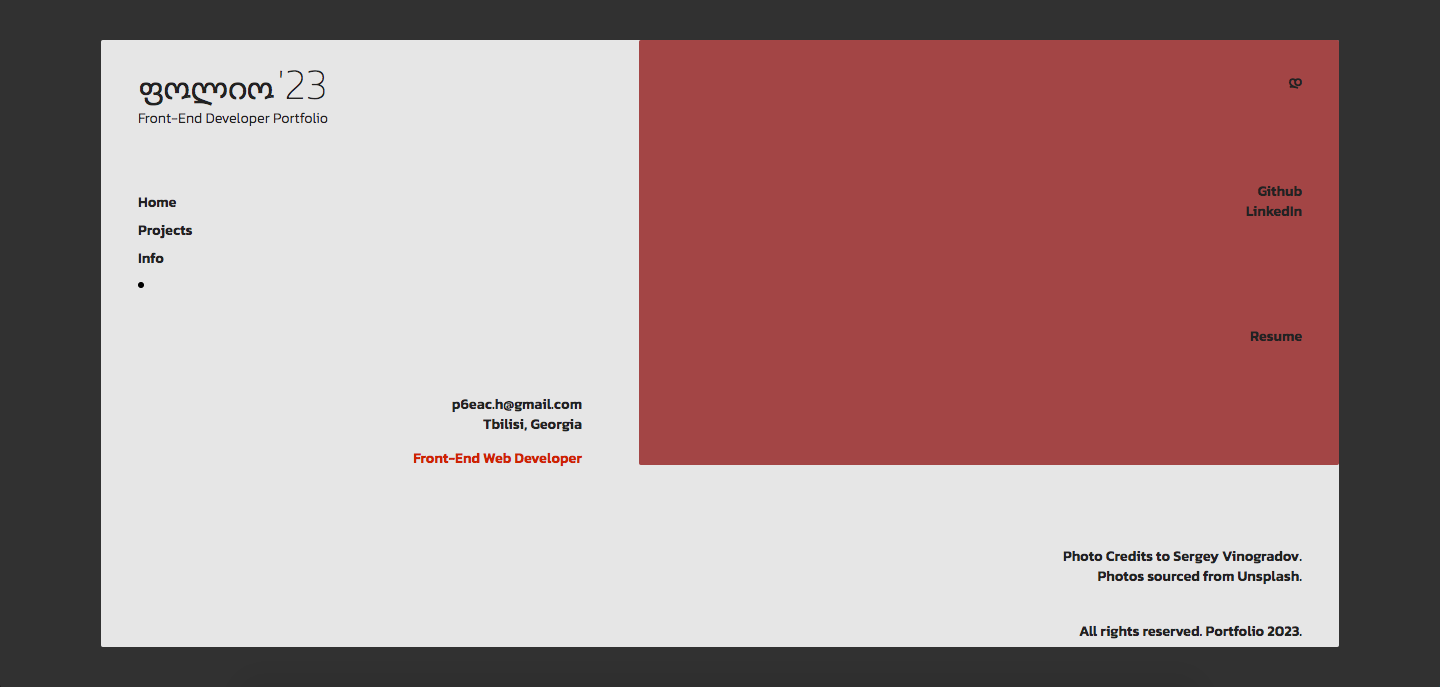 ფოლიო '23
Front-End Developer Portfolio
Home
Projects
Info
p6eac.h@gmail.com
Tbilisi, Georgia
Front-End Web Developer
დ
Github
LinkedIn
Resume
Photo Credits to Sergey Vinogradov.
Photos sourced from Unsplash.
All rights reserved. Portfolio 2023.